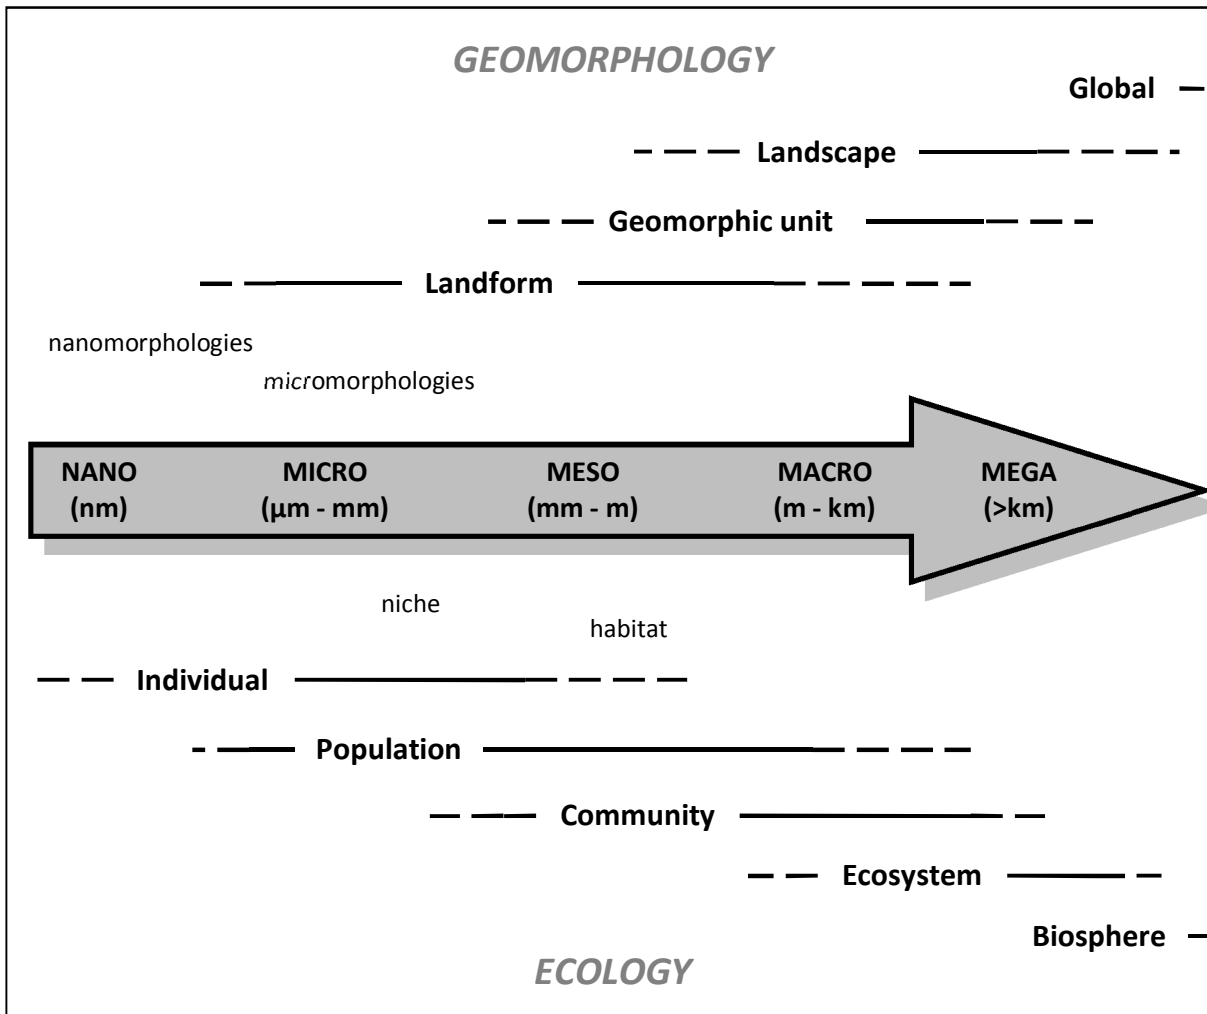 GEOMORPHOLOGY
Global
Landscape
Geomorphic unit
Landform
nanomorphologies
micromorphologies
NANO MICRO MESO MACRO MEGA
(nm) (µm - mm) (mm - m) (m - km) (>km)
niche
habitat
Individual
Population
Community
Ecosystem
Biosphere
ECOLOGY